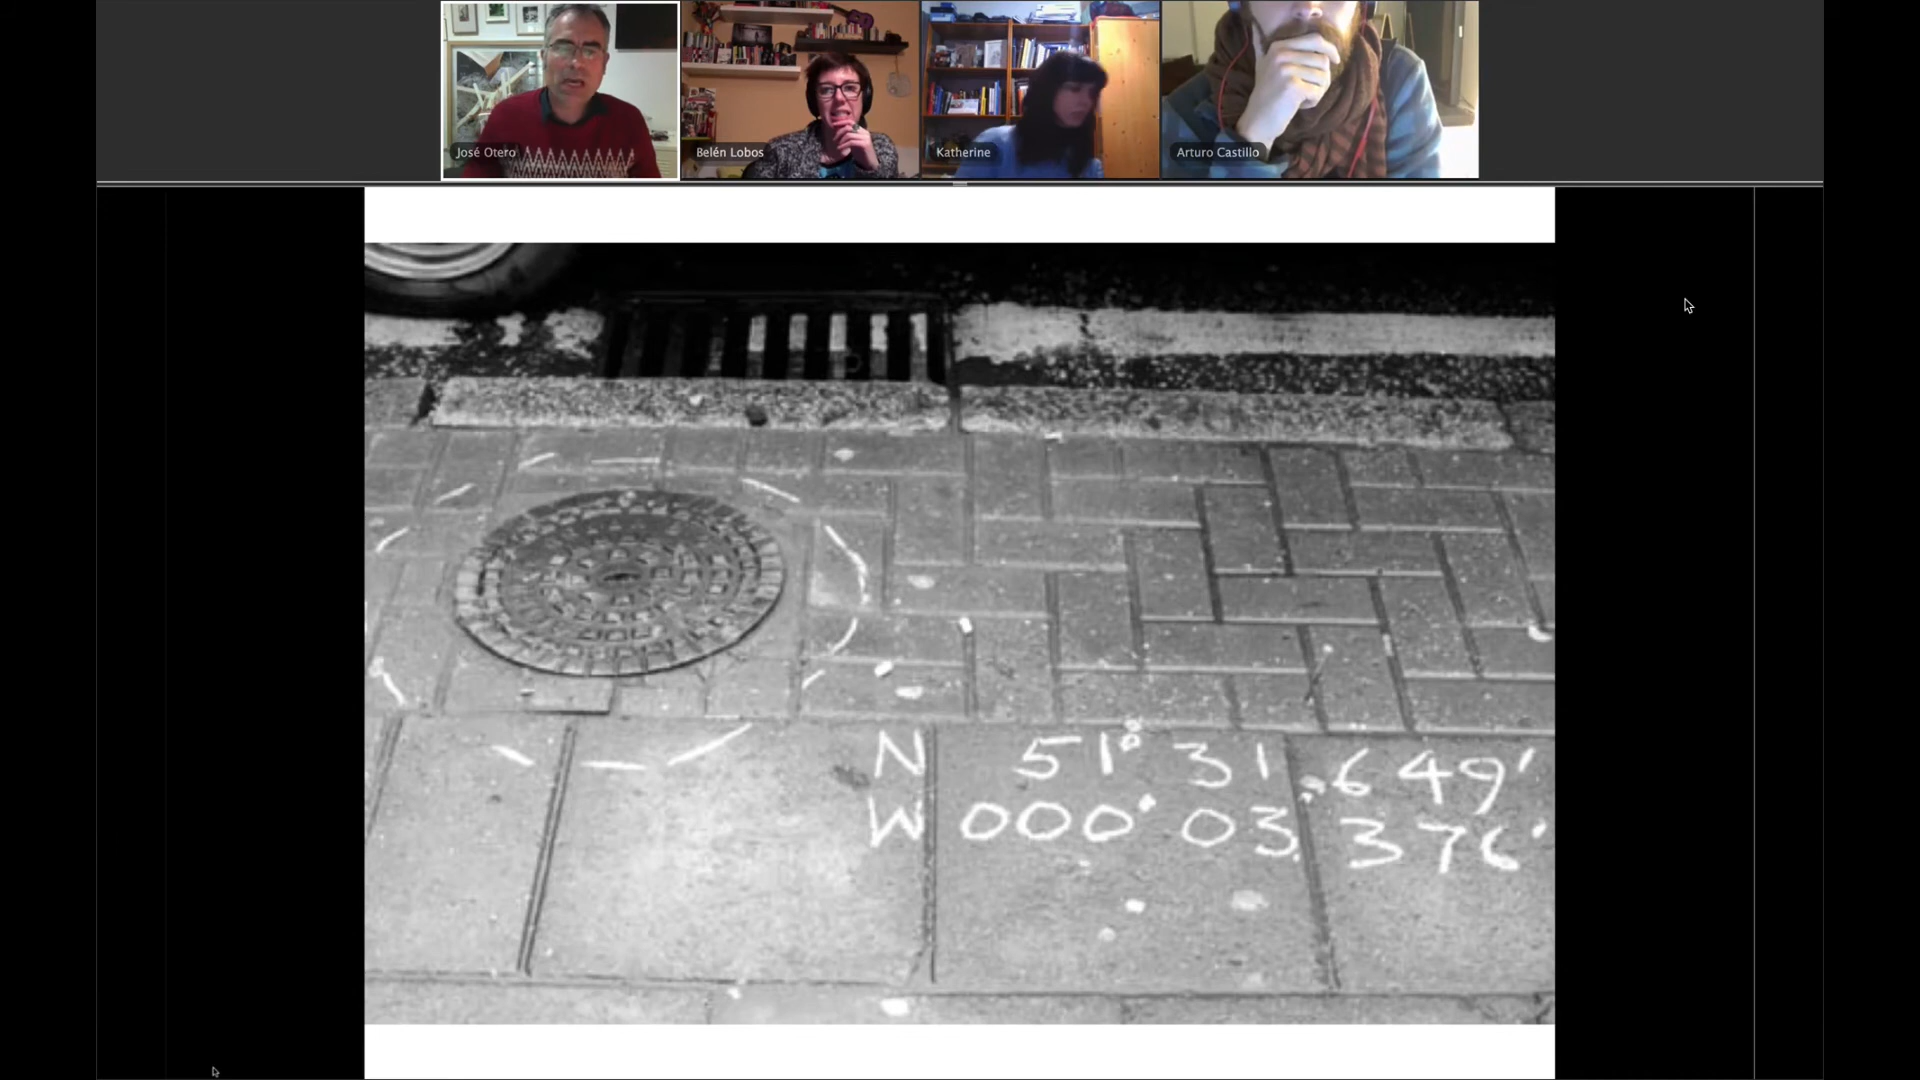 José Otero
Belén Lobos
Katherine
Arturo Castillo
N 51° 31.649'
W 000° 03.376'